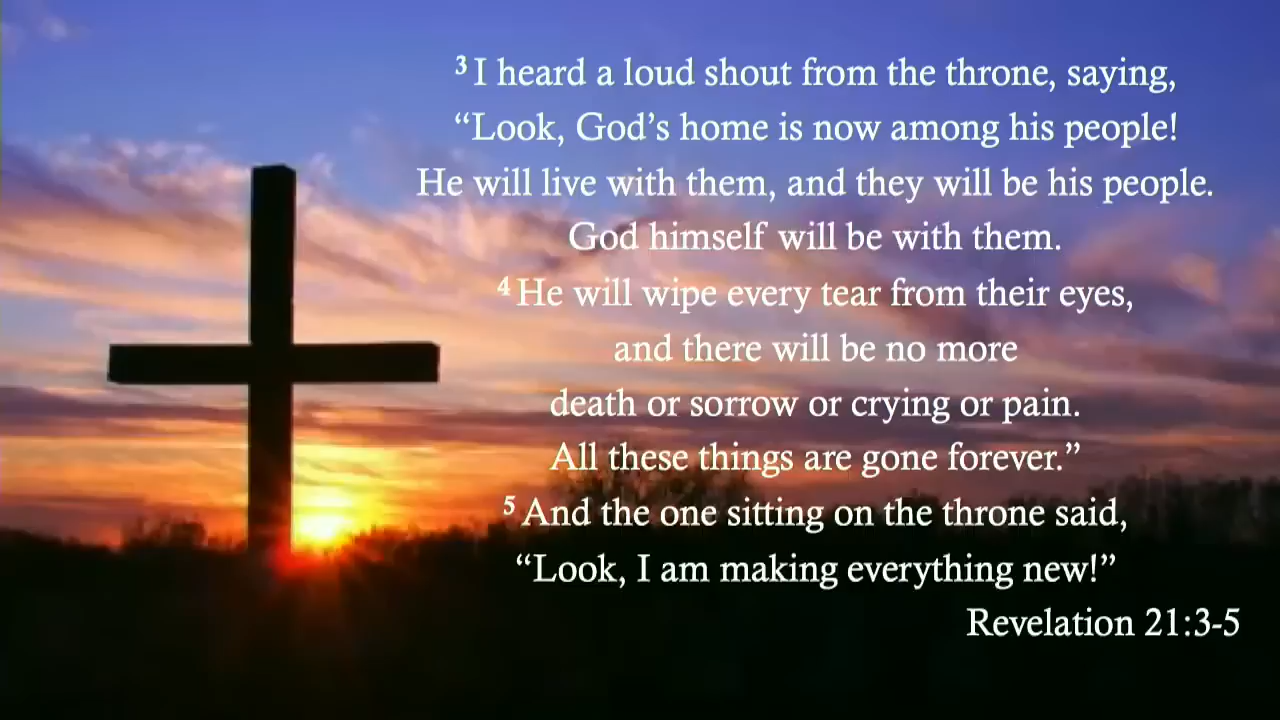 ³ I heard a loud shout from the throne, saying,
“Look, God’s home is now among his people!
He will live with them, and they will be his people.
God himself will be with them.
⁴ He will wipe every tear from their eyes,
and there will be no more
death or sorrow or crying or pain.
All these things are gone forever.”
⁵ And the one sitting on the throne said,
“Look, I am making everything new!”
Revelation 21:3-5